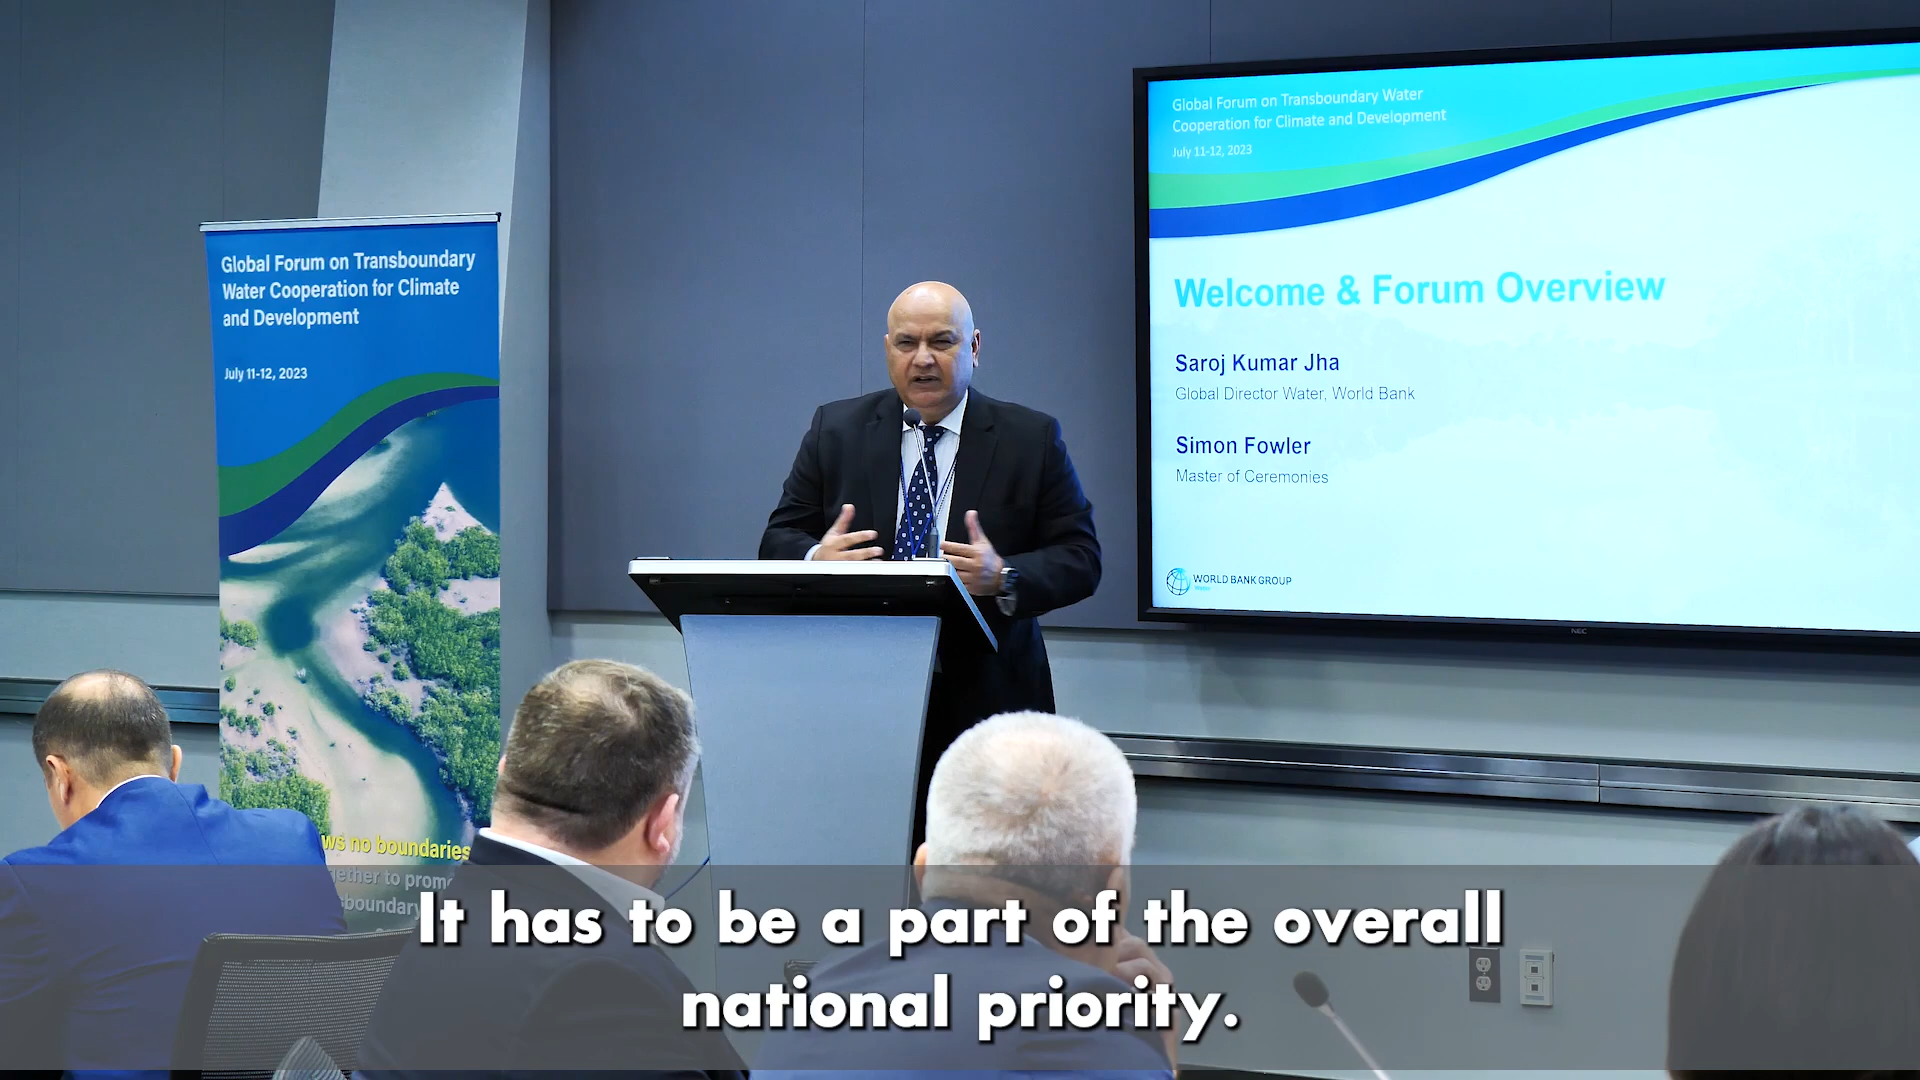 Global Forum on Transboundary Water
Cooperation for Climate and Development
July 11-12, 2023
Welcome & Forum Overview
Saroj Kumar Jha
Global Director Water, World Bank
Simon Fowler
Master of Ceremonies
WORLD BANK GROUP
Water
NEC
Global Forum on Transboundary
Water Cooperation for Climate
and Development
July 11-12, 2023
no boundaries
to
It has to be a part of the overall
national priority.